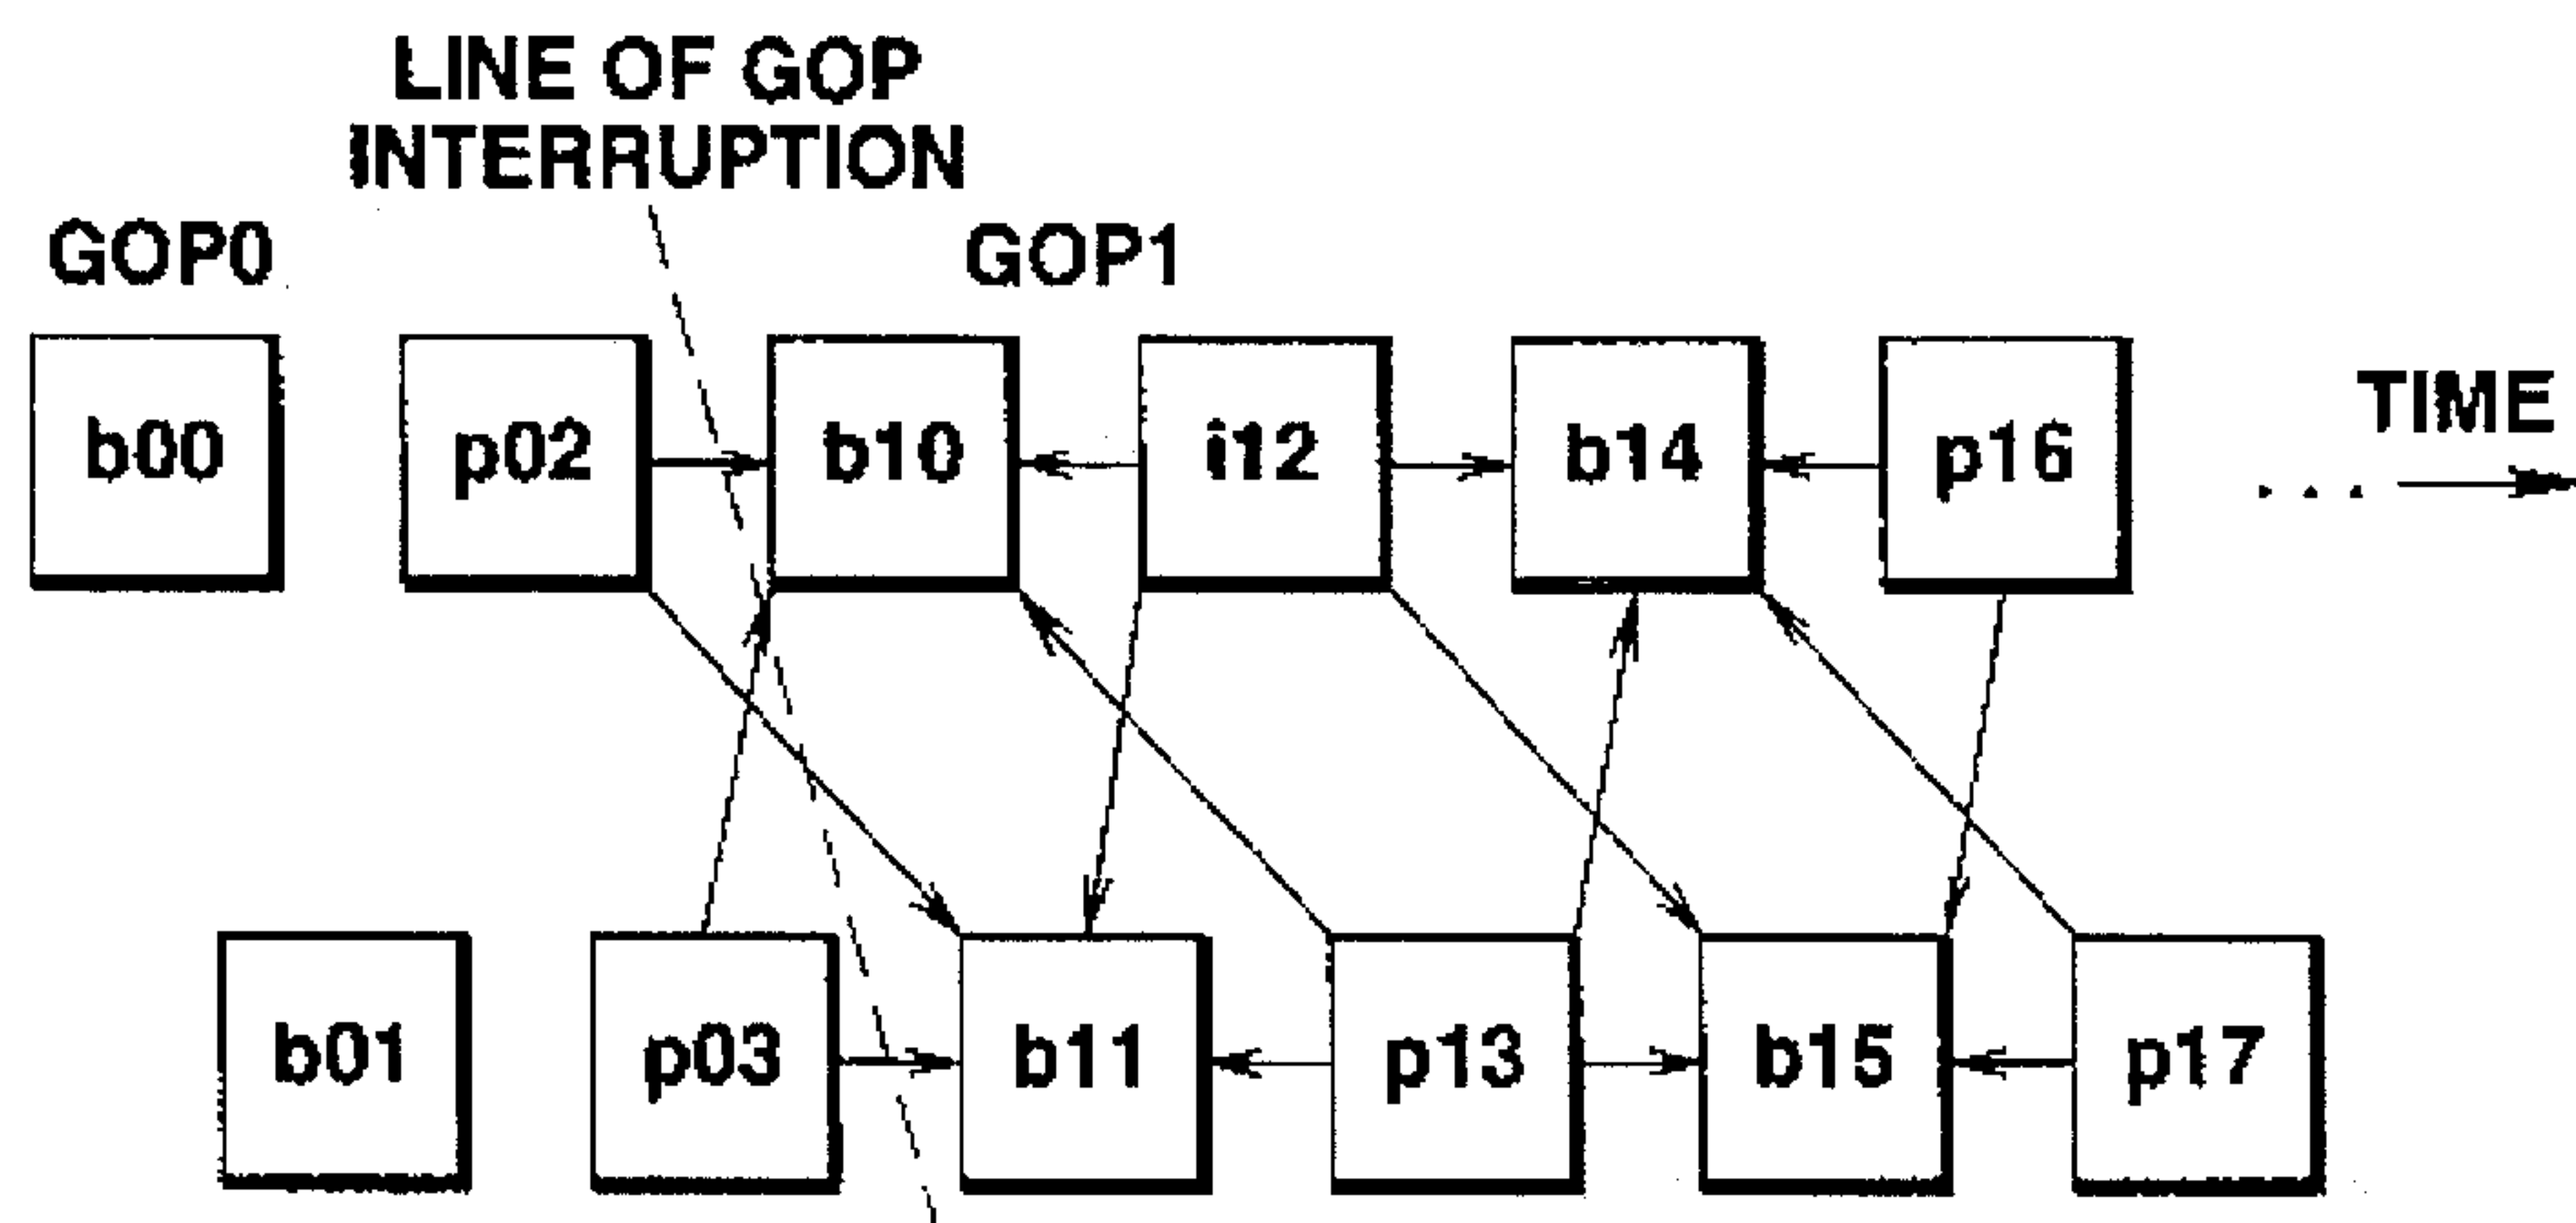 LINE OF GOP
INTERRUPTION
GOP0
GOP1
b00
p02
b10
i12
b14
p16
TIME
...
b01
p03
b11
p13
b15
p17